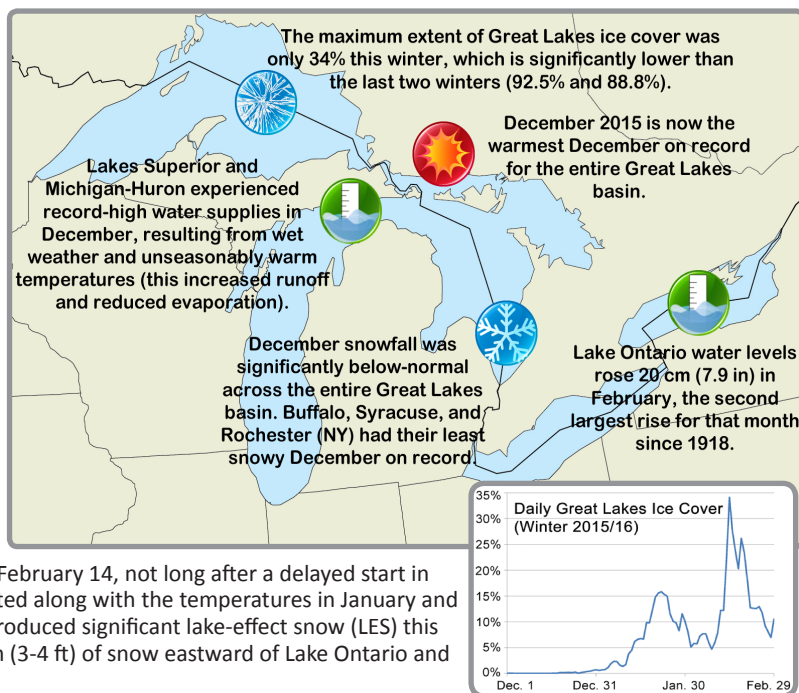 The maximum extent of Great Lakes ice cover was
only 34% this winter, which is significantly lower than
the last two winters (92.5% and 88.8%).
December 2015 is now the
warmest December on record
for the entire Great Lakes
basin.
Lakes Superior and
Michigan-Huron experienced
record-high water supplies in
December, resulting from wet
weather and unseasonably warm
temperatures (this increased runoff
and reduced evaporation).
December snowfall was
significantly below-normal
across the entire Great Lakes
basin. Buffalo, Syracuse, and
Rochester (NY) had their least
snowy December on record.
Lake Ontario water levels
rose 20 cm (7.9 in) in
February, the second
largest rise for that month
since 1918.
Daily Great Lakes Ice Cover
(Winter 2015/16)
35%
30%
25%
20%
15%
10%
5%
0%
Dec. 1 Dec. 31 Jan. 30 Feb. 29
February 14, not long after a delayed start in
ted along with the temperatures in January and
roduced significant lake-effect snow (LES) this
(3-4 ft) of snow eastward of Lake Ontario and